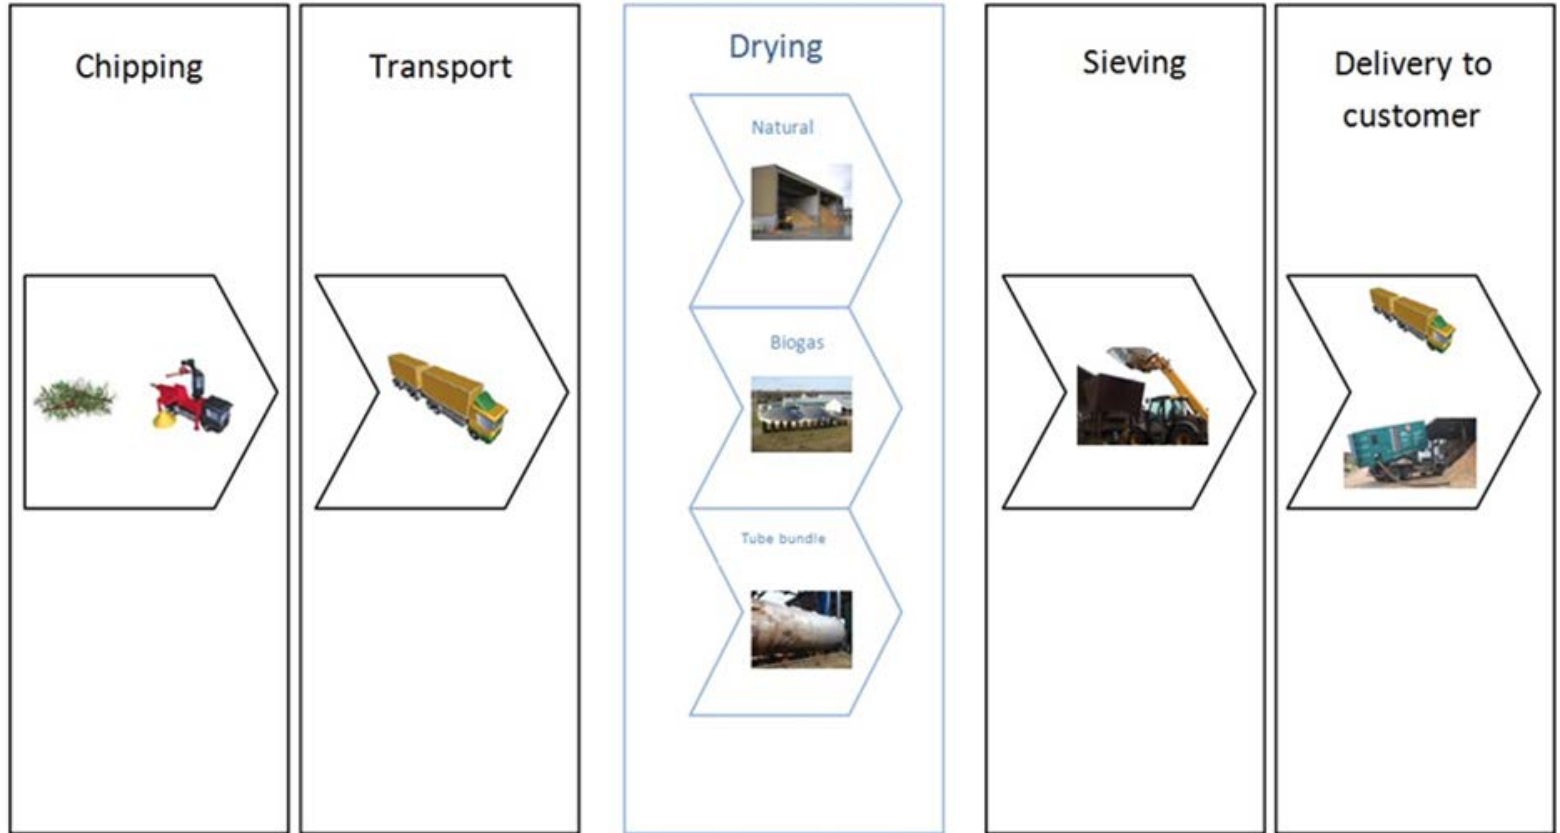 Chipping
Transport
Drying
Natural
Biogas
Tube bundle
Sieving
Delivery to
customer